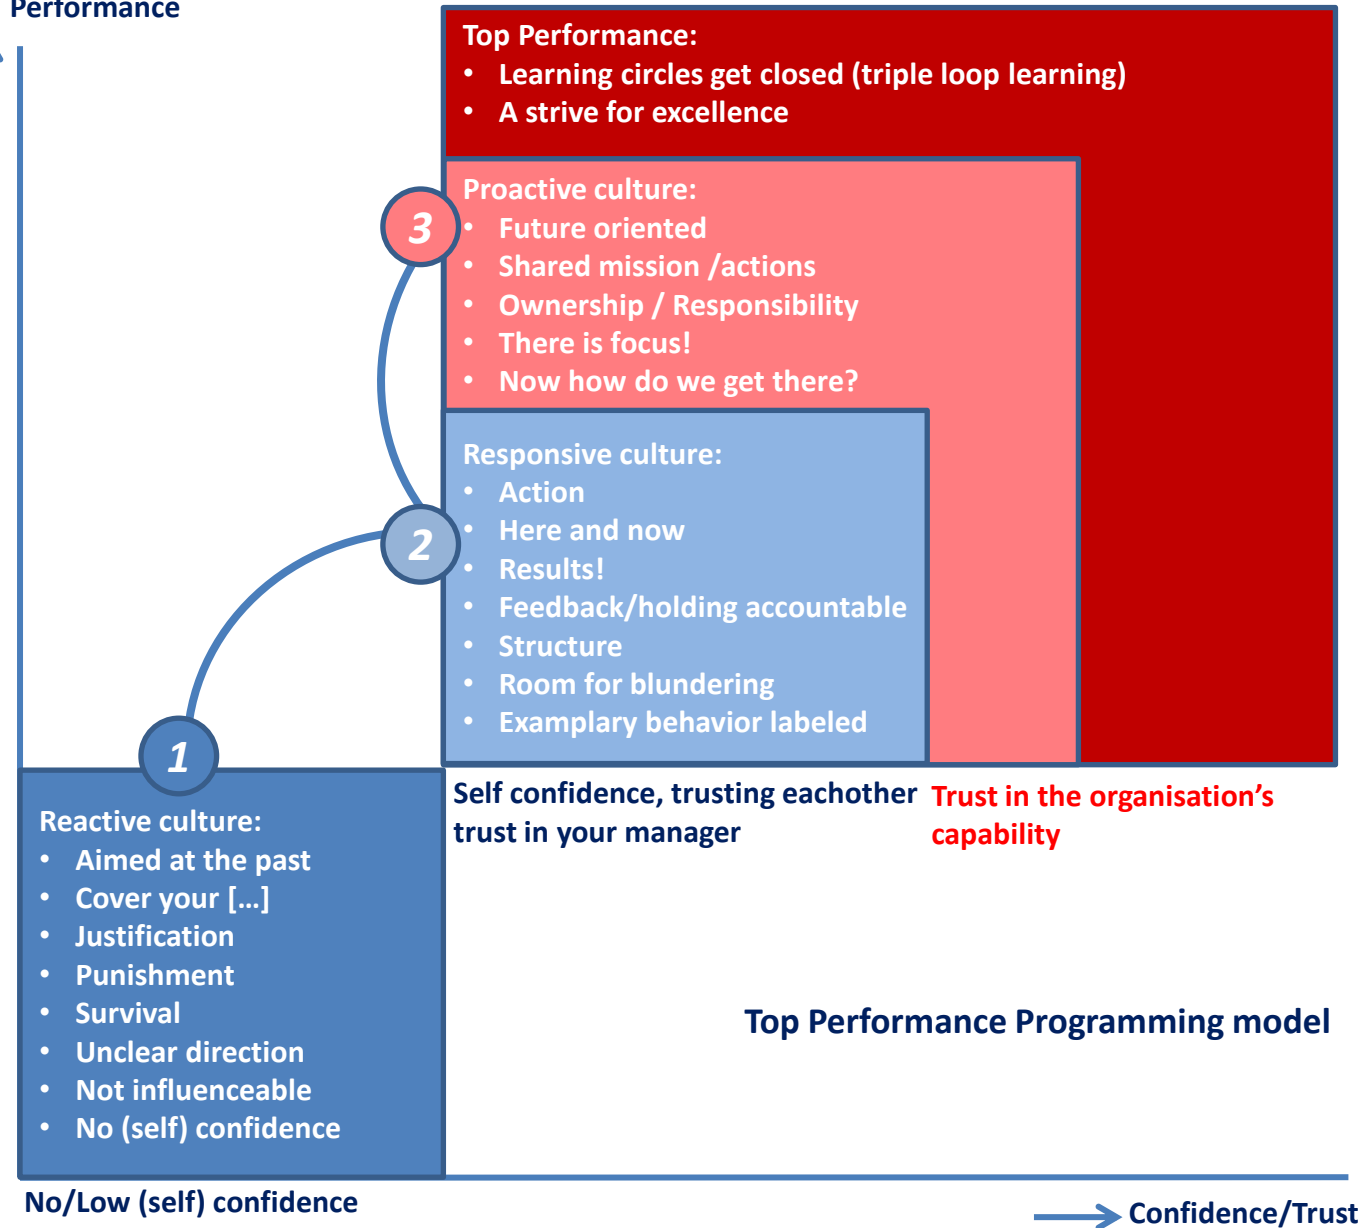 Performance
Top Performance:
• Learning circles get closed (triple loop learning)
• A strive for excellence
3
Proactive culture:
• Future oriented
• Shared mission /actions
• Ownership / Responsibility
• There is focus!
• Now how do we get there?
2
Responsive culture:
• Action
• Here and now
• Results!
• Feedback/holding accountable
• Structure
• Room for blundering
• Examplary behavior labeled
1
Reactive culture:
• Aimed at the past
• Cover your [...]
• Justification
• Punishment
• Survival
• Unclear direction
• Not influenceable
• No (self) confidence
Self confidence, trusting eachother
trust in your manager
Trust in the organisation’s
capability
Top Performance Programming model
No/Low (self) confidence
Confidence/Trust